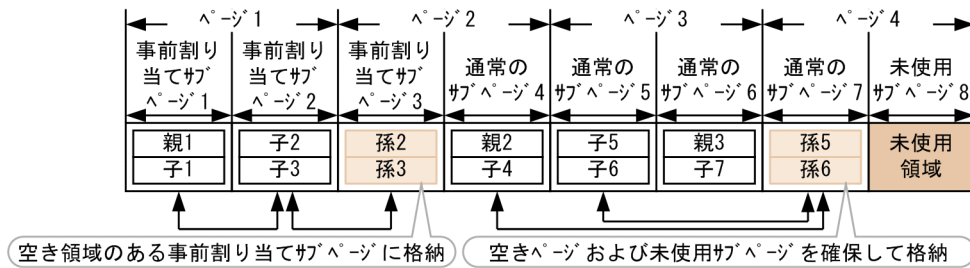 ページ1 ページ2 ページ3 ページ4
事前割り 事前割り 事前割り 通常の 通常の 通常の 通常の 未使用
当てサブ 当てサブ 当てサブ サブページ4 サブページ5 サブページ6 サブページ7 サブページ8
ページ1 ページ2 ページ3
親1 子2 孫2 親2 子5 親3 孫5 未使用
子1 子3 孫3 子4 子6 子7 孫6 領域
空き領域のある事前割り当てサブページに格納 空きページおよび未使用サブページを確保して格納